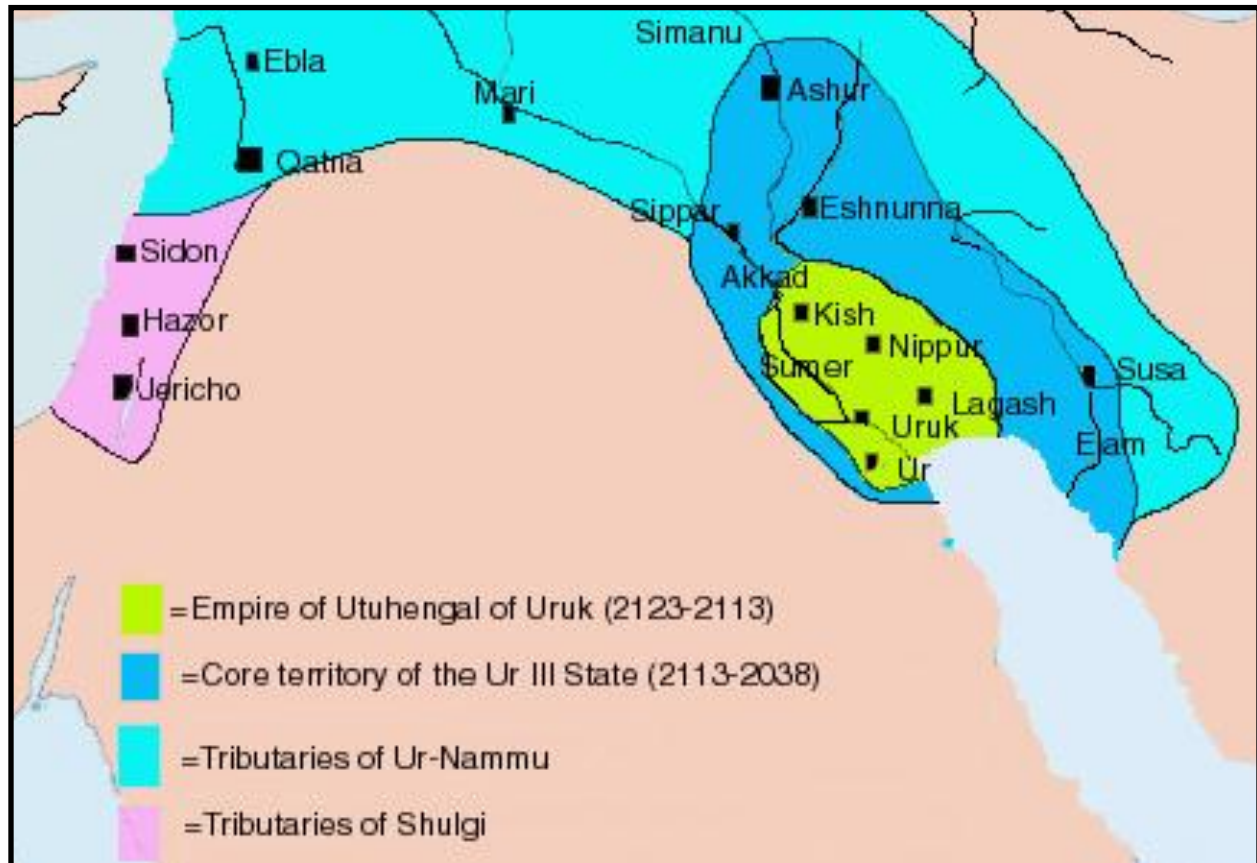 Simanu
Ebla
Mari
Ashur
Qatna
Sippar
Eshnunna
Sidon
Akkad
Hazor
Kish
Nippur
Sumer
Susa
Jericho
Lagash
Uruk
Elam
Ur
=Empire of Utuhengal of Uruk (2123-2113)
=Core territory of the Ur III State (2113-2038)
=Tributaries of Ur-Nammu
=Tributaries of Shulgi